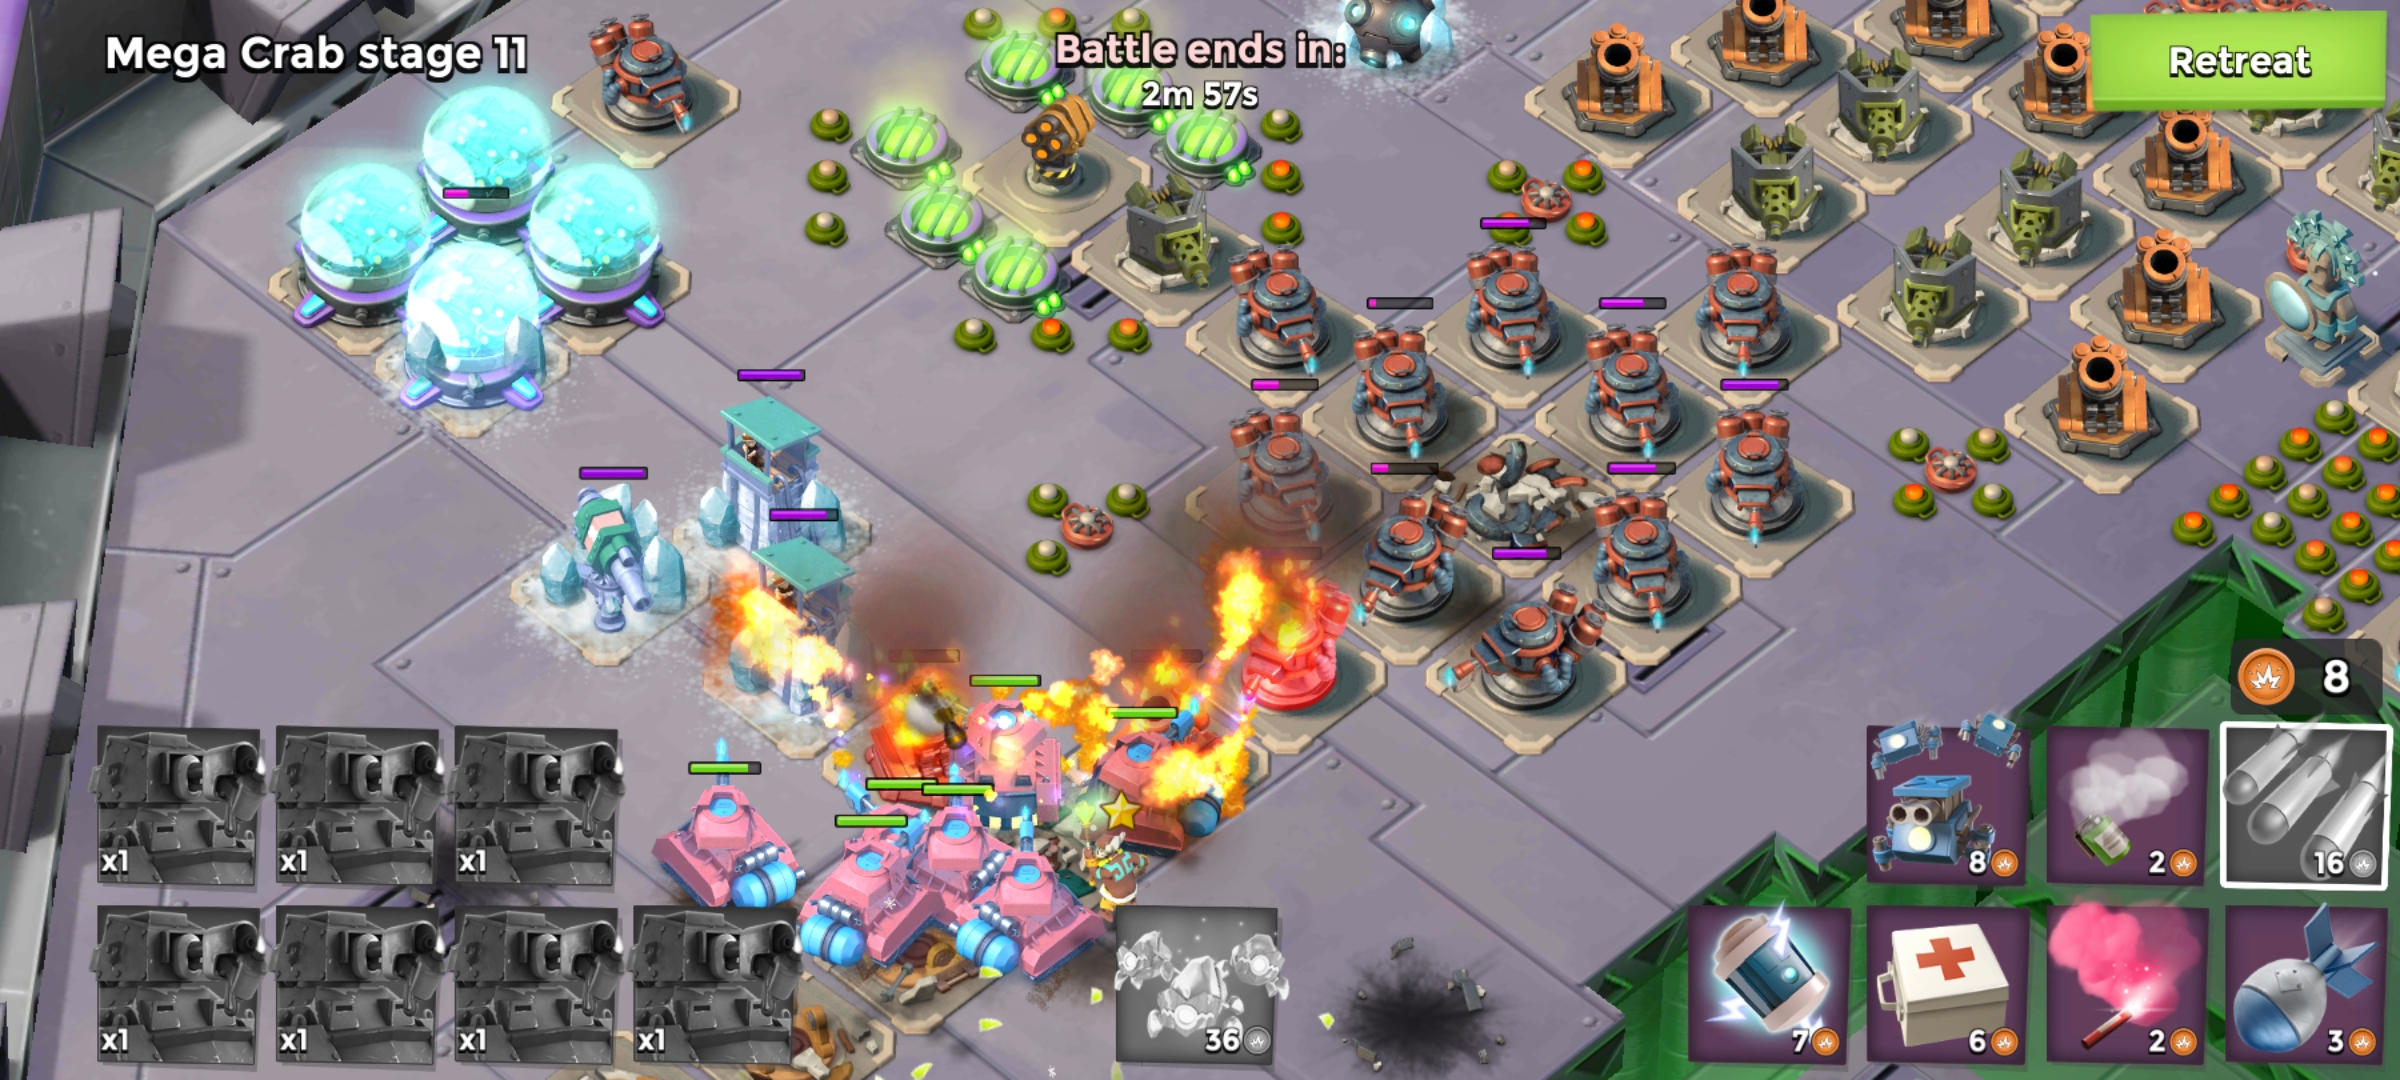 Mega Crab stage 11
Battle ends in:
2m 57s
Retreat
8
x1
x1
x1
8
2
16
x1
x1
x1
x1
36
7
6
2
3